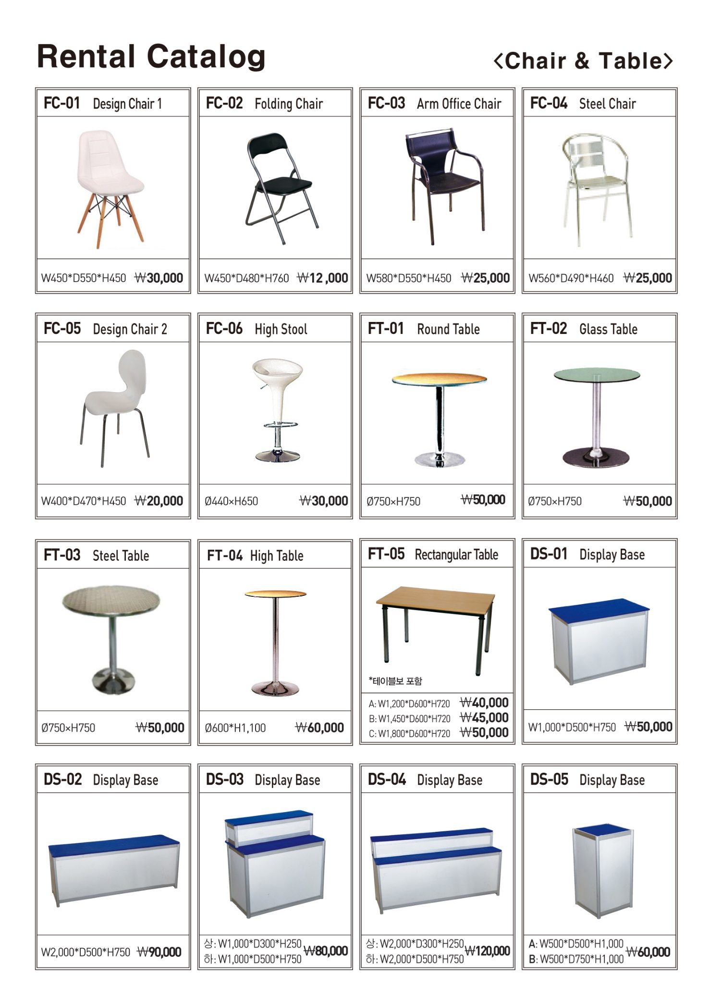 Rental Catalog
<Chair & Table>
FC-01 Design Chair 1
W450*D550*H450 ₩30,000
FC-02 Folding Chair
W450*D480*H760 ₩12 ,000
FC-03 Arm Office Chair
W580*D550*H450 ₩25,000
FC-04 Steel Chair
W560*D490*H460 ₩25,000
FC-05 Design Chair 2
W400*D470*H450 ₩20,000
FC-06 High Stool
Ø440×H650 ₩30,000
FT-01 Round Table
Ø750×H750 ₩50,000
FT-02 Glass Table
Ø750×H750 ₩50,000
FT-03 Steel Table
Ø750×H750 ₩50,000
FT-04 High Table
Ø600*H1,100 ₩60,000
FT-05 Rectangular Table
*테이블보 포함
A: W1,200*D600*H720 ₩40,000
B: W1,450*D600*H720 ₩45,000
C: W1,800*D600*H720 ₩50,000
DS-01 Display Base
W1,000*D500*H750 ₩50,000
DS-02 Display Base
W2,000*D500*H750 ₩90,000
DS-03 Display Base
상: W1,000*D300*H250
하: W1,000*D500*H750
₩80,000
DS-04 Display Base
상: W2,000*D300*H250
하: W2,000*D500*H750
₩120,000
DS-05 Display Base
A: W500*D500*H1,000
B: W500*D750*H1,000
₩60,000